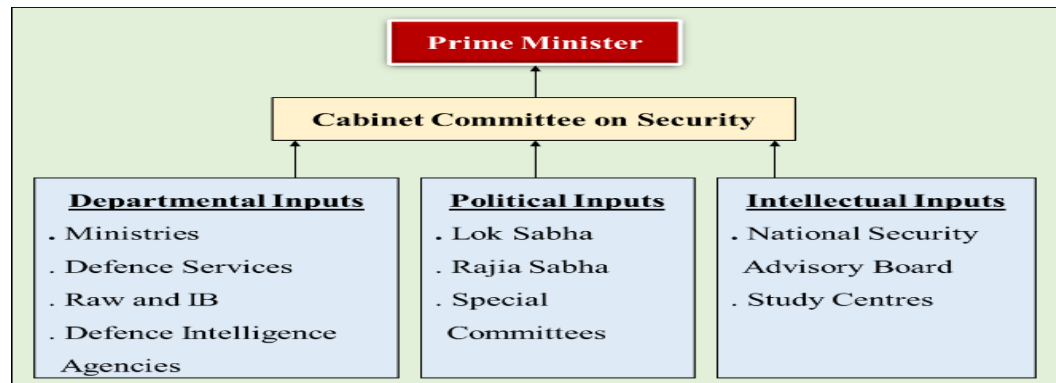 Prime Minister
Cabinet Committee on Security
Departmental Inputs
. Ministries
. Defence Services
. Raw and IB
. Defence Intelligence
Agencies
Political Inputs
. Lok Sabha
. Rajia Sabha
. Special
Committees
Intellectual Inputs
. National Security
Advisory Board
. Study Centres